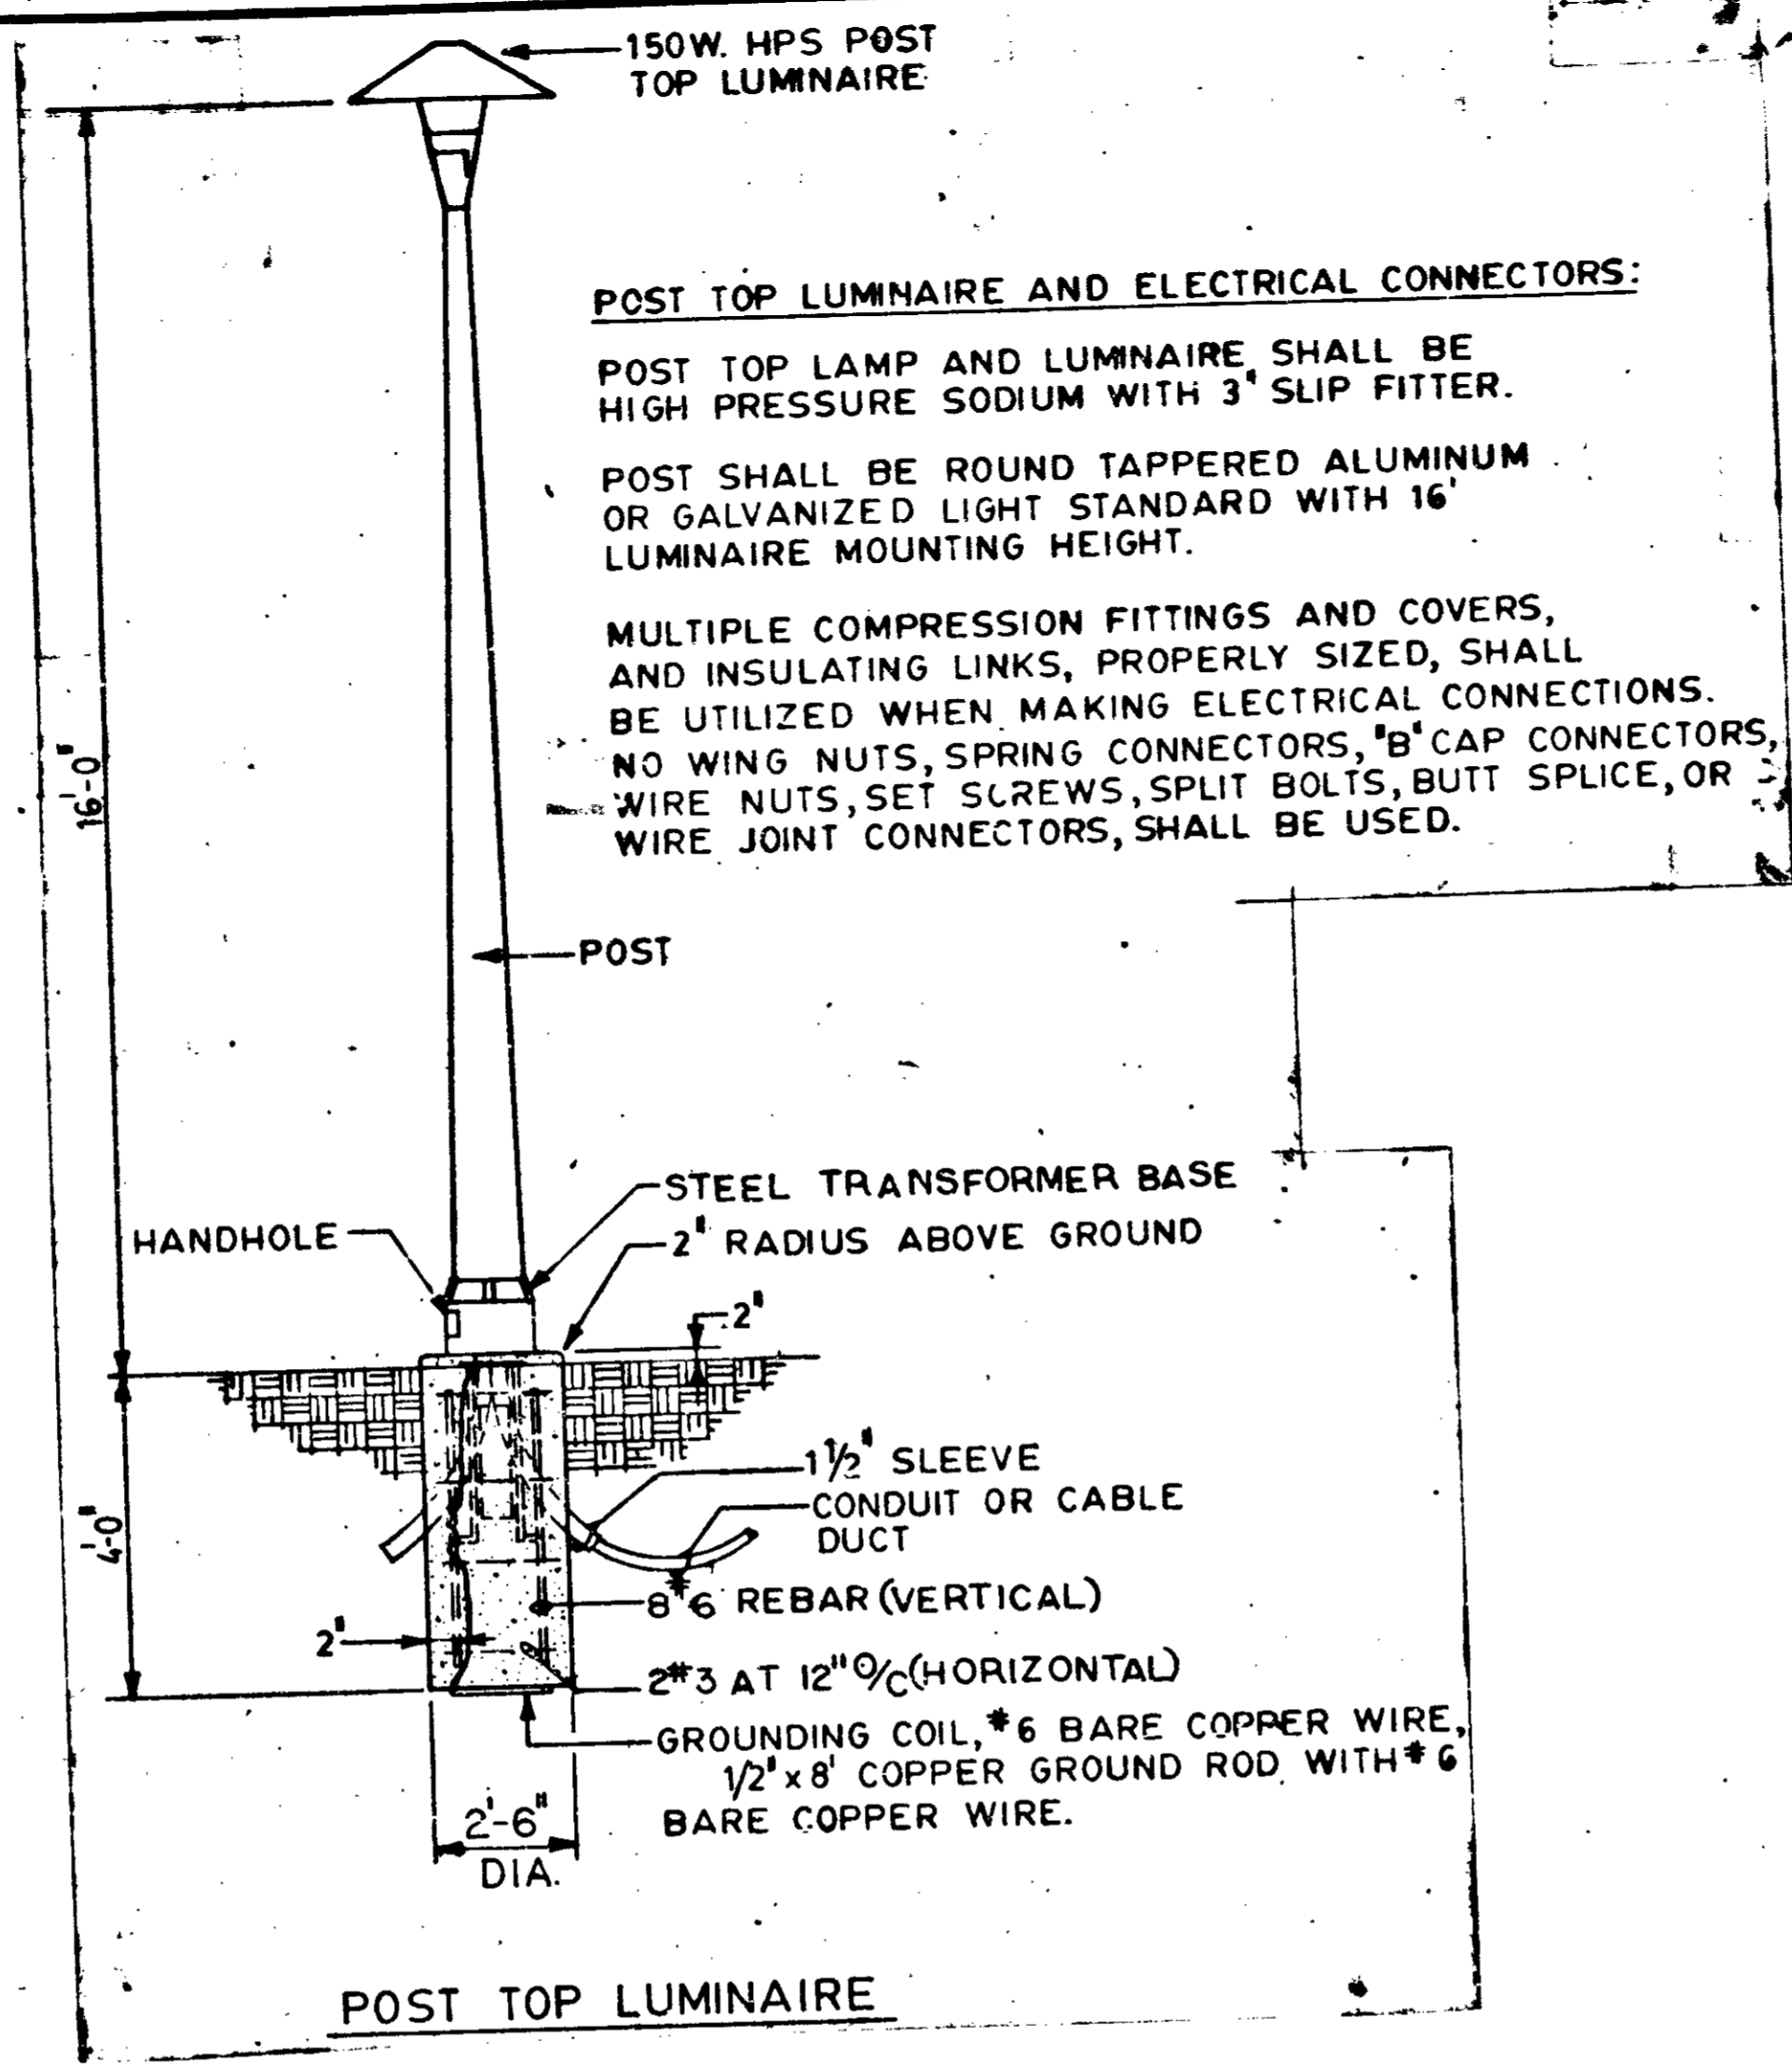 150W. HPS POST
TOP LUMINAIRE
POST TOP LUMINAIRE AND ELECTRICAL CONNECTORS:
POST TOP LAMP AND LUMINAIRE SHALL BE
HIGH PRESSURE SODIUM WITH 3" SLIP FITTER.
POST SHALL BE ROUND TAPPERED ALUMINUM
OR GALVANIZED LIGHT STANDARD WITH 16'
LUMINAIRE MOUNTING HEIGHT.
MULTIPLE COMPRESSION FITTINGS AND COVERS,
AND INSULATING LINKS, PROPERLY SIZED, SHALL
BE UTILIZED WHEN MAKING ELECTRICAL CONNECTIONS.
NO WING NUTS, SPRING CONNECTORS, "B" CAP CONNECTORS,
WIRE NUTS, SET SCREWS, SPLIT BOLTS, BUTT SPLICE, OR
WIRE JOINT CONNECTORS, SHALL BE USED.
16'-0"
POST
STEEL TRANSFORMER BASE
HANDHOLE
2" RADIUS ABOVE GROUND
2"
1½" SLEEVE
CONDUIT OR CABLE
DUCT
4'-0"
8#6 REBAR (VERTICAL)
2"
2#3 AT 12" O/C (HORIZONTAL)
GROUNDING COIL, #6 BARE COPPER WIRE,
1/2" x 8' COPPER GROUND ROD WITH #6
BARE COPPER WIRE.
2'-6"
DIA.
POST TOP LUMINAIRE